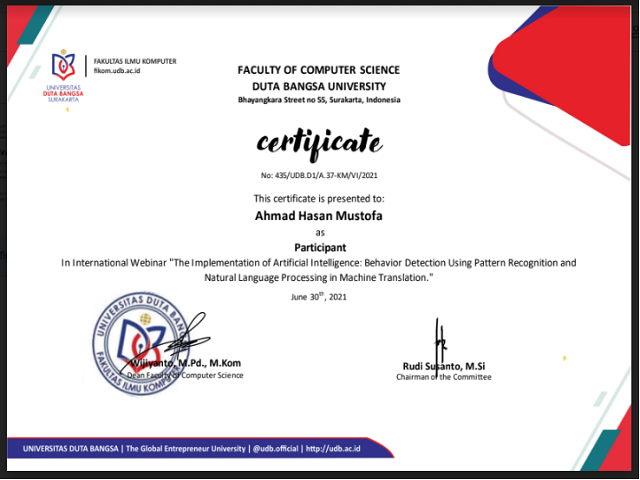 FAKULTAS ILMU KOMPUTER
fikom.udb.ac.id
UNIVERSITAS
DUTA BANGSA
SURAKARTA
FACULTY OF COMPUTER SCIENCE
DUTA BANGSA UNIVERSITY
Bhayangkara Street no 55, Surakarta, Indonesia
certificate
No: 435/UDB.D1/A.37-KM/VI/2021
This certificate is presented to:
Ahmad Hasan Mustofa
as
Participant
In International Webinar "The Implementation of Artificial Intelligence: Behavior Detection Using Pattern Recognition and
Natural Language Processing in Machine Translation."
June 30th, 2021
UNIVERSITAS DUTA BANGSA
FAKULTAS ILMU KOMPUTER
Wijiyanto, M.Pd., M.Kom
Dean Faculty of Computer Science
Rudi Susanto, M.Si
Chairman of the Committee
UNIVERSITAS DUTA BANGSA | The Global Entrepreneur University | @udb.official | http://udb.ac.id